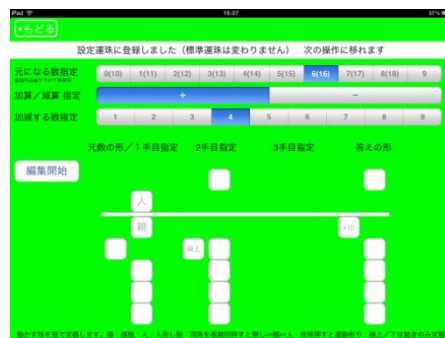 iPad
15:37
97%
もどる
設定運珠に登録しました（標準運珠は変わりません） 次の操作に移れます
元になる数指定 0(10) 1(11) 2(12) 3(13) 4(14) 5(15) 6(16) 7(17) 8(18) 9
加算／減算 指定 + −
加減する数指定 1 2 3 4 5 6 7 8 9
元数の形／1手目指定 2手目指定 3手目指定 答えの形
編集開始
人
親 +10
繰上